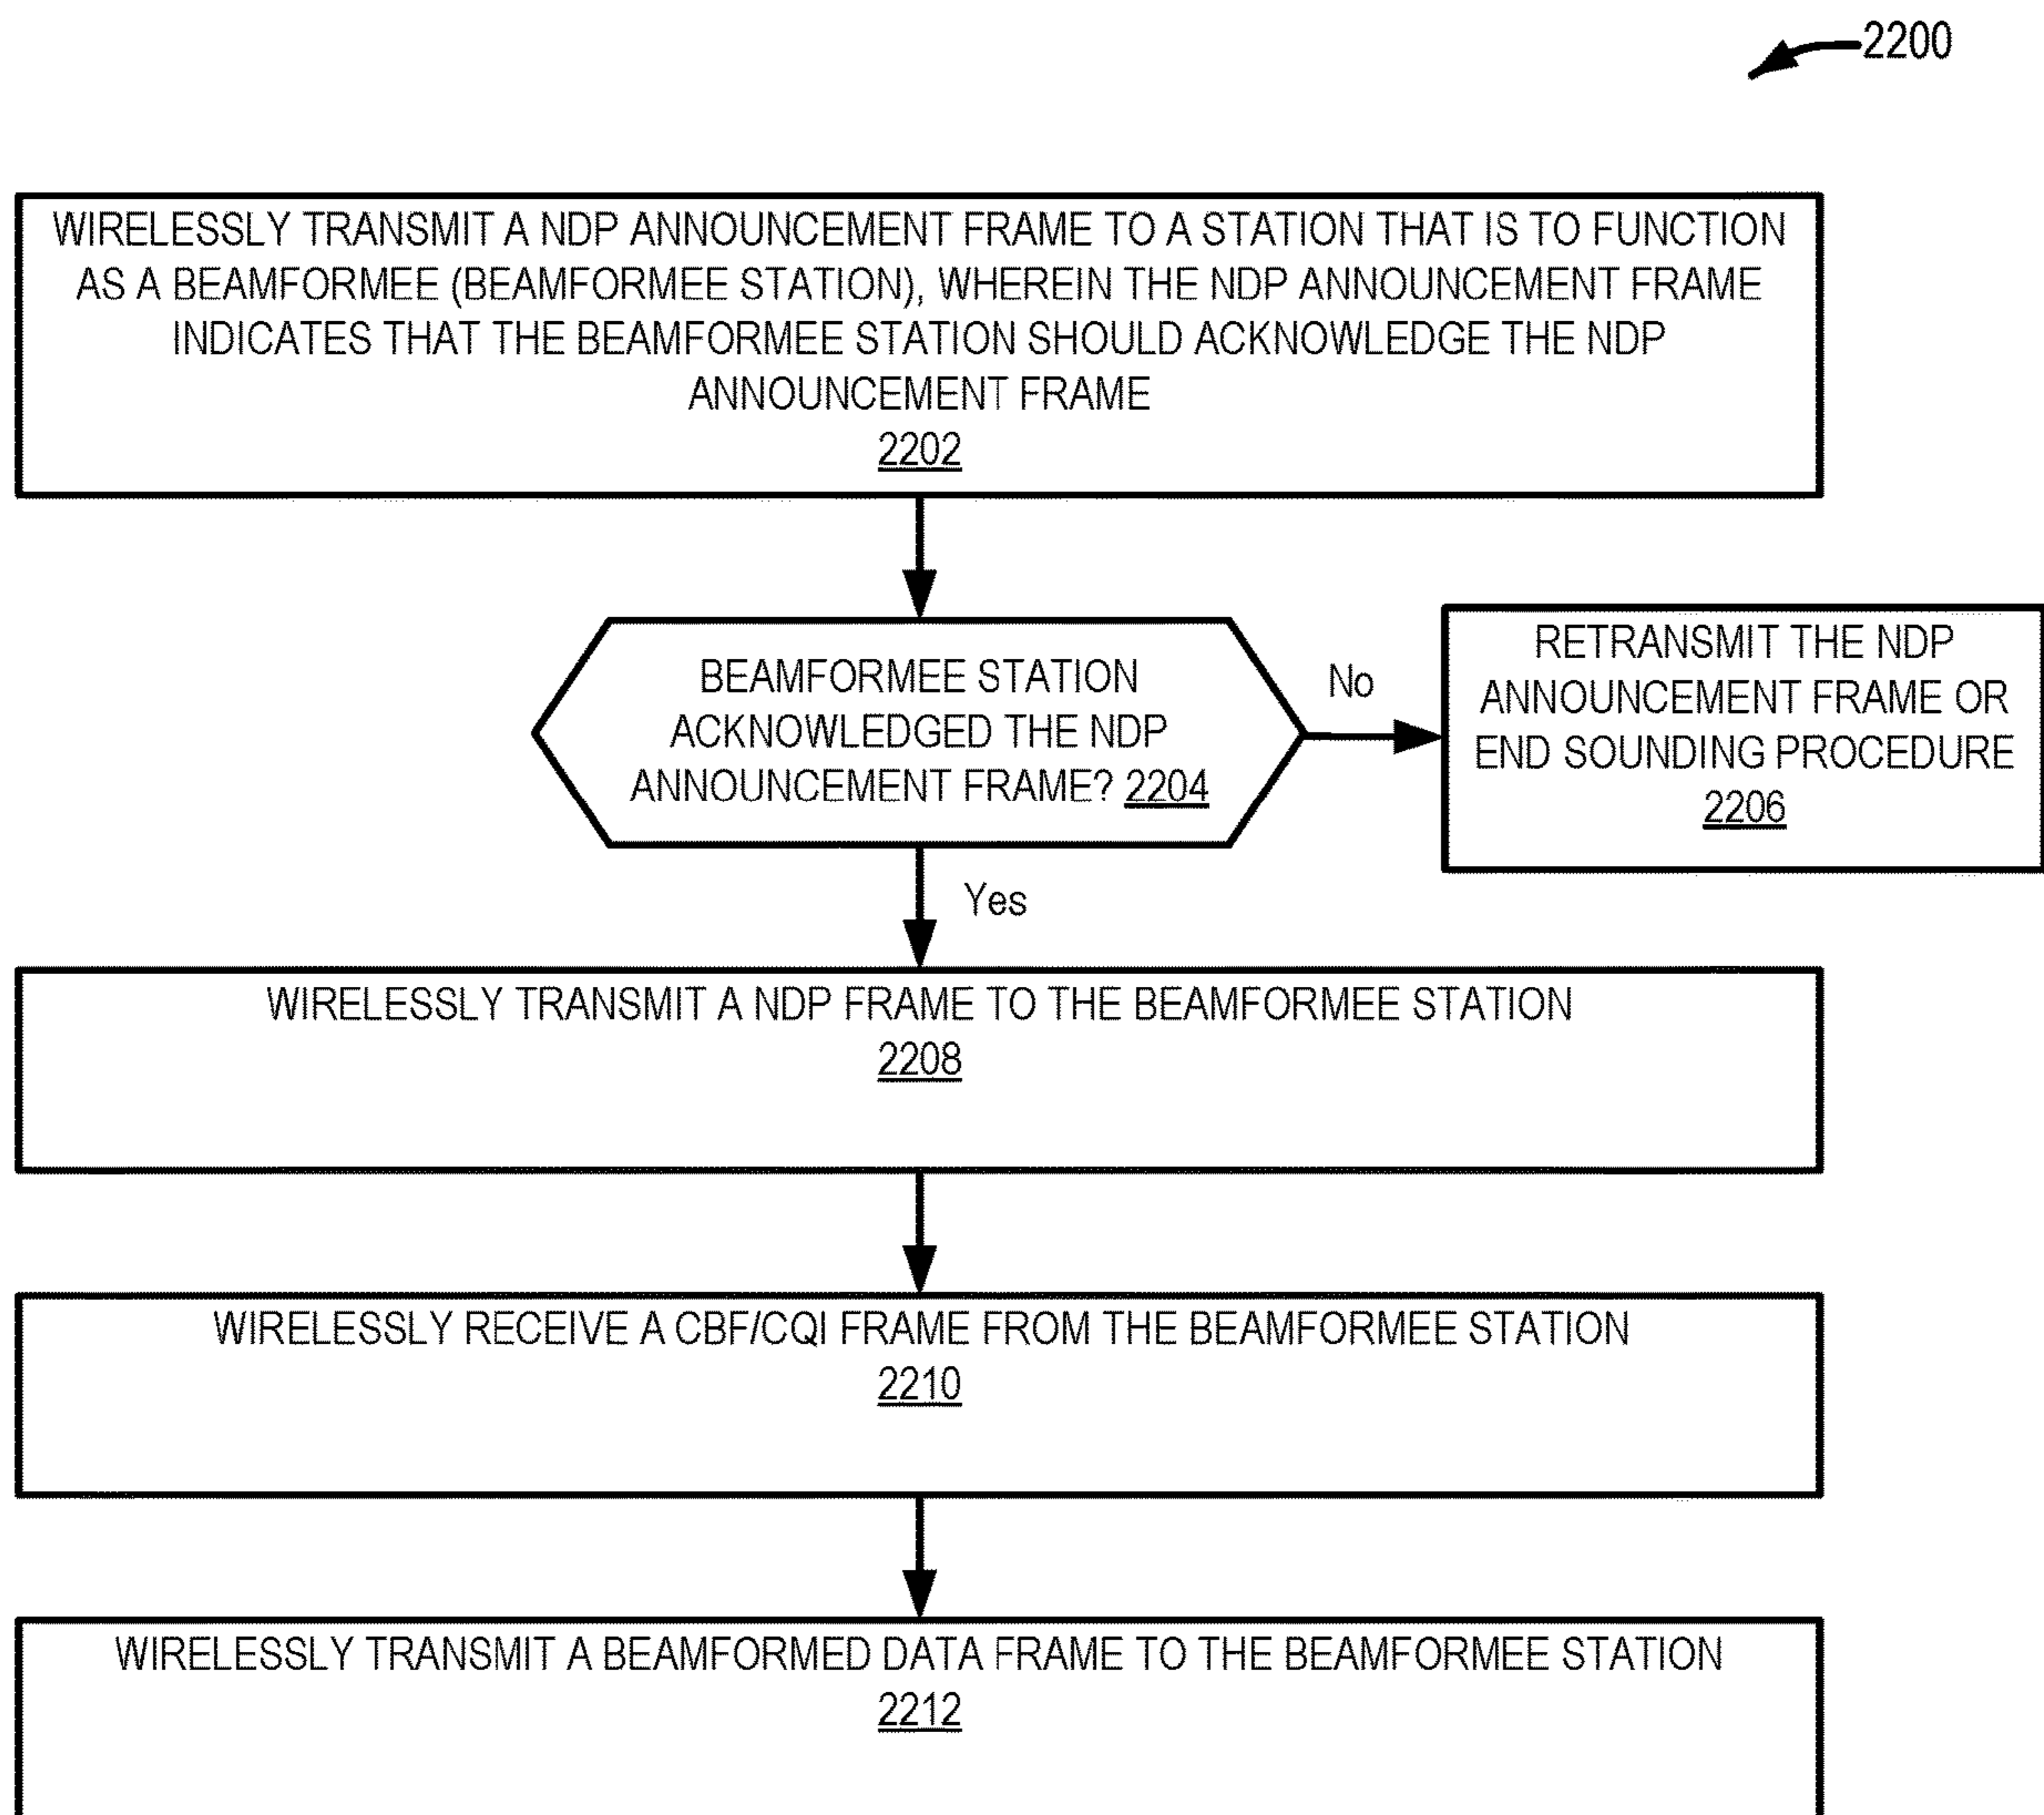 2200
WIRELESSLY TRANSMIT A NDP ANNOUNCEMENT FRAME TO A STATION THAT IS TO FUNCTION
AS A BEAMFORMEE (BEAMFORMEE STATION), WHEREIN THE NDP ANNOUNCEMENT FRAME
INDICATES THAT THE BEAMFORMEE STATION SHOULD ACKNOWLEDGE THE NDP
ANNOUNCEMENT FRAME
2202
BEAMFORMEE STATION
ACKNOWLEDGED THE NDP
ANNOUNCEMENT FRAME? 2204
No
RETRANSMIT THE NDP
ANNOUNCEMENT FRAME OR
END SOUNDING PROCEDURE
2206
Yes
WIRELESSLY TRANSMIT A NDP FRAME TO THE BEAMFORMEE STATION
2208
WIRELESSLY RECEIVE A CBF/CQI FRAME FROM THE BEAMFORMEE STATION
2210
WIRELESSLY TRANSMIT A BEAMFORMED DATA FRAME TO THE BEAMFORMEE STATION
2212